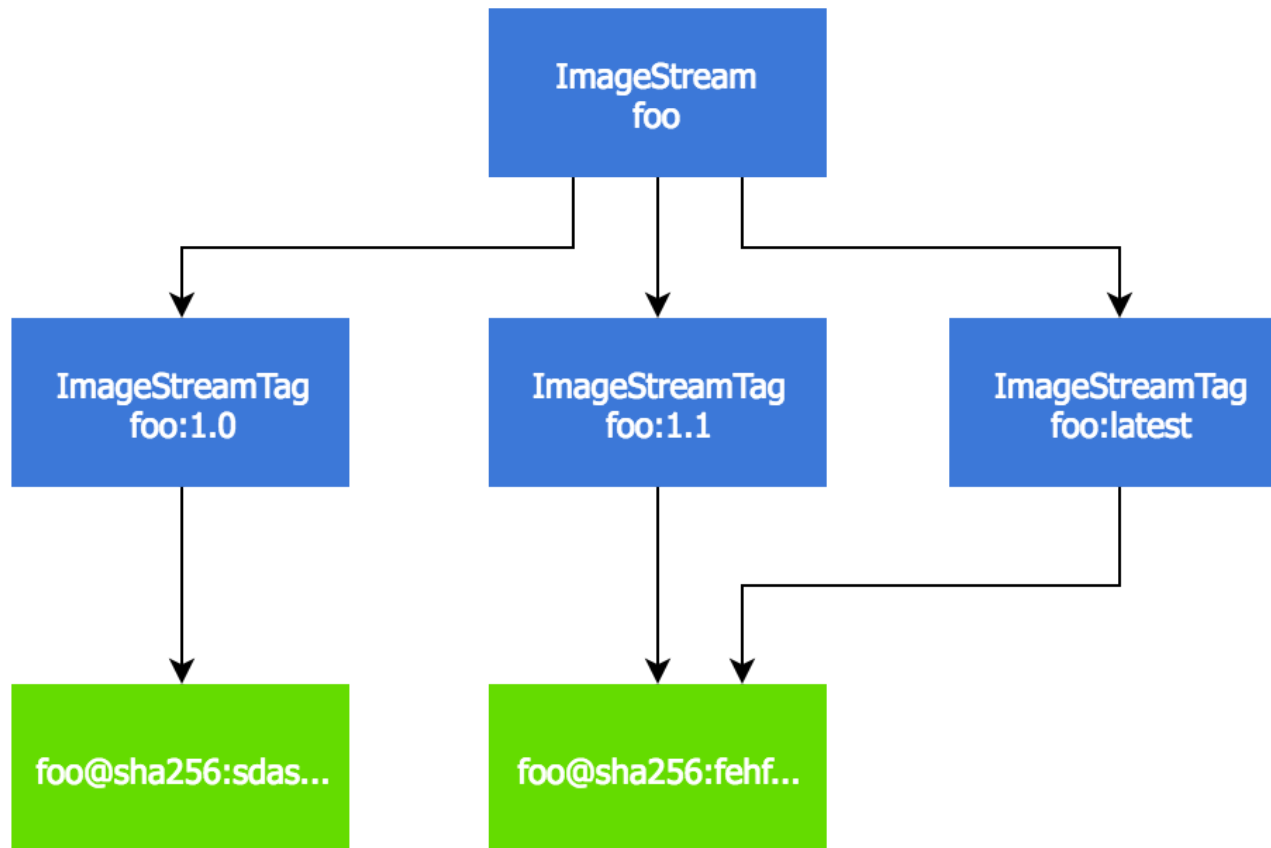 ImageStream
foo
ImageStreamTag
foo:1.0
ImageStreamTag
foo:1.1
ImageStreamTag
foo:latest
foo@sha256:sdas...
foo@sha256:fehf...